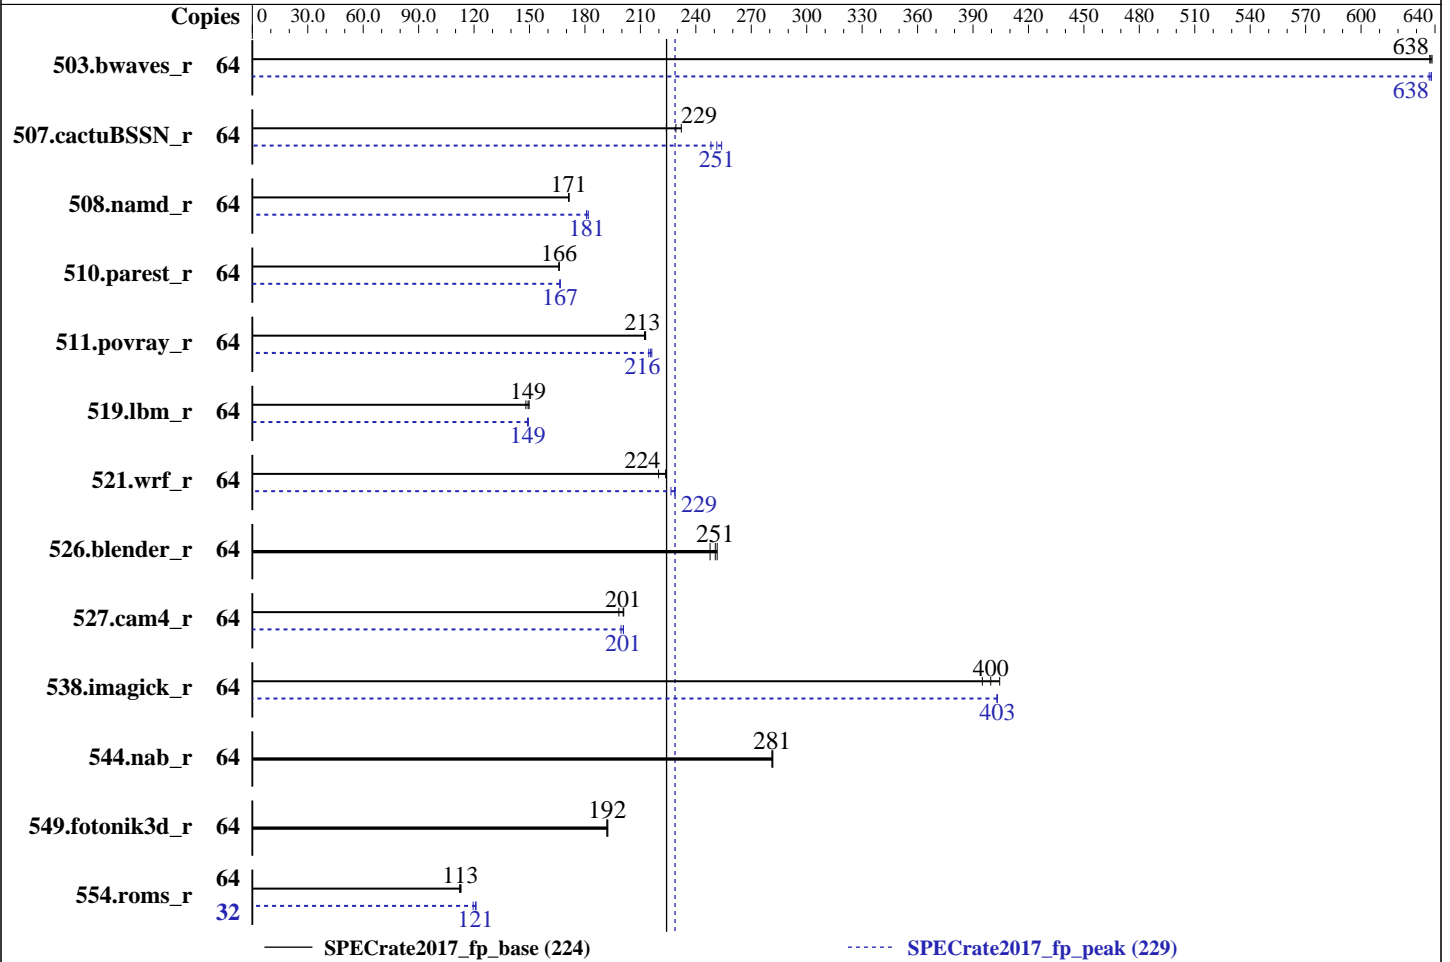 Copies 0 30.0 60.0 90.0 120 150 180 210 240 270 300 330 360 390 420 450 480 510 540 570 600 640
638
503.bwaves_r 64
638
229
507.cactuBSSN_r 64
251
171
508.namd_r 64
181
166
510.parest_r 64
167
213
511.povray_r 64
216
149
519.lbm_r 64
149
224
521.wrf_r 64
229
251
526.blender_r 64
201
527.cam4_r 64
201
400
538.imagick_r 64
403
281
544.nab_r 64
192
549.fotonik3d_r 64
64 113
554.roms_r
32 121
SPECrate2017_fp_base (224) SPECrate2017_fp_peak (229)